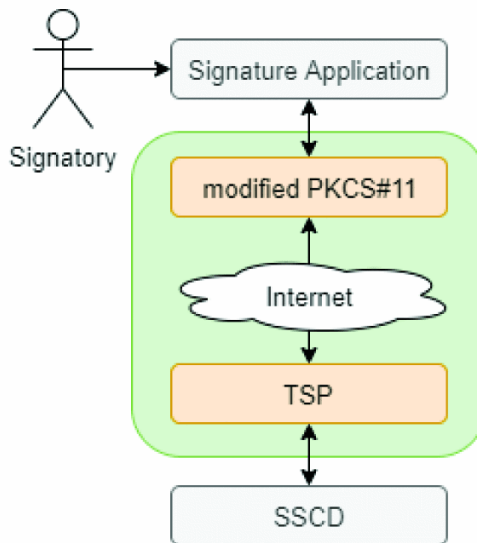 Signature Application
Signatory
modified PKCS#11
Internet
TSP
SSCD